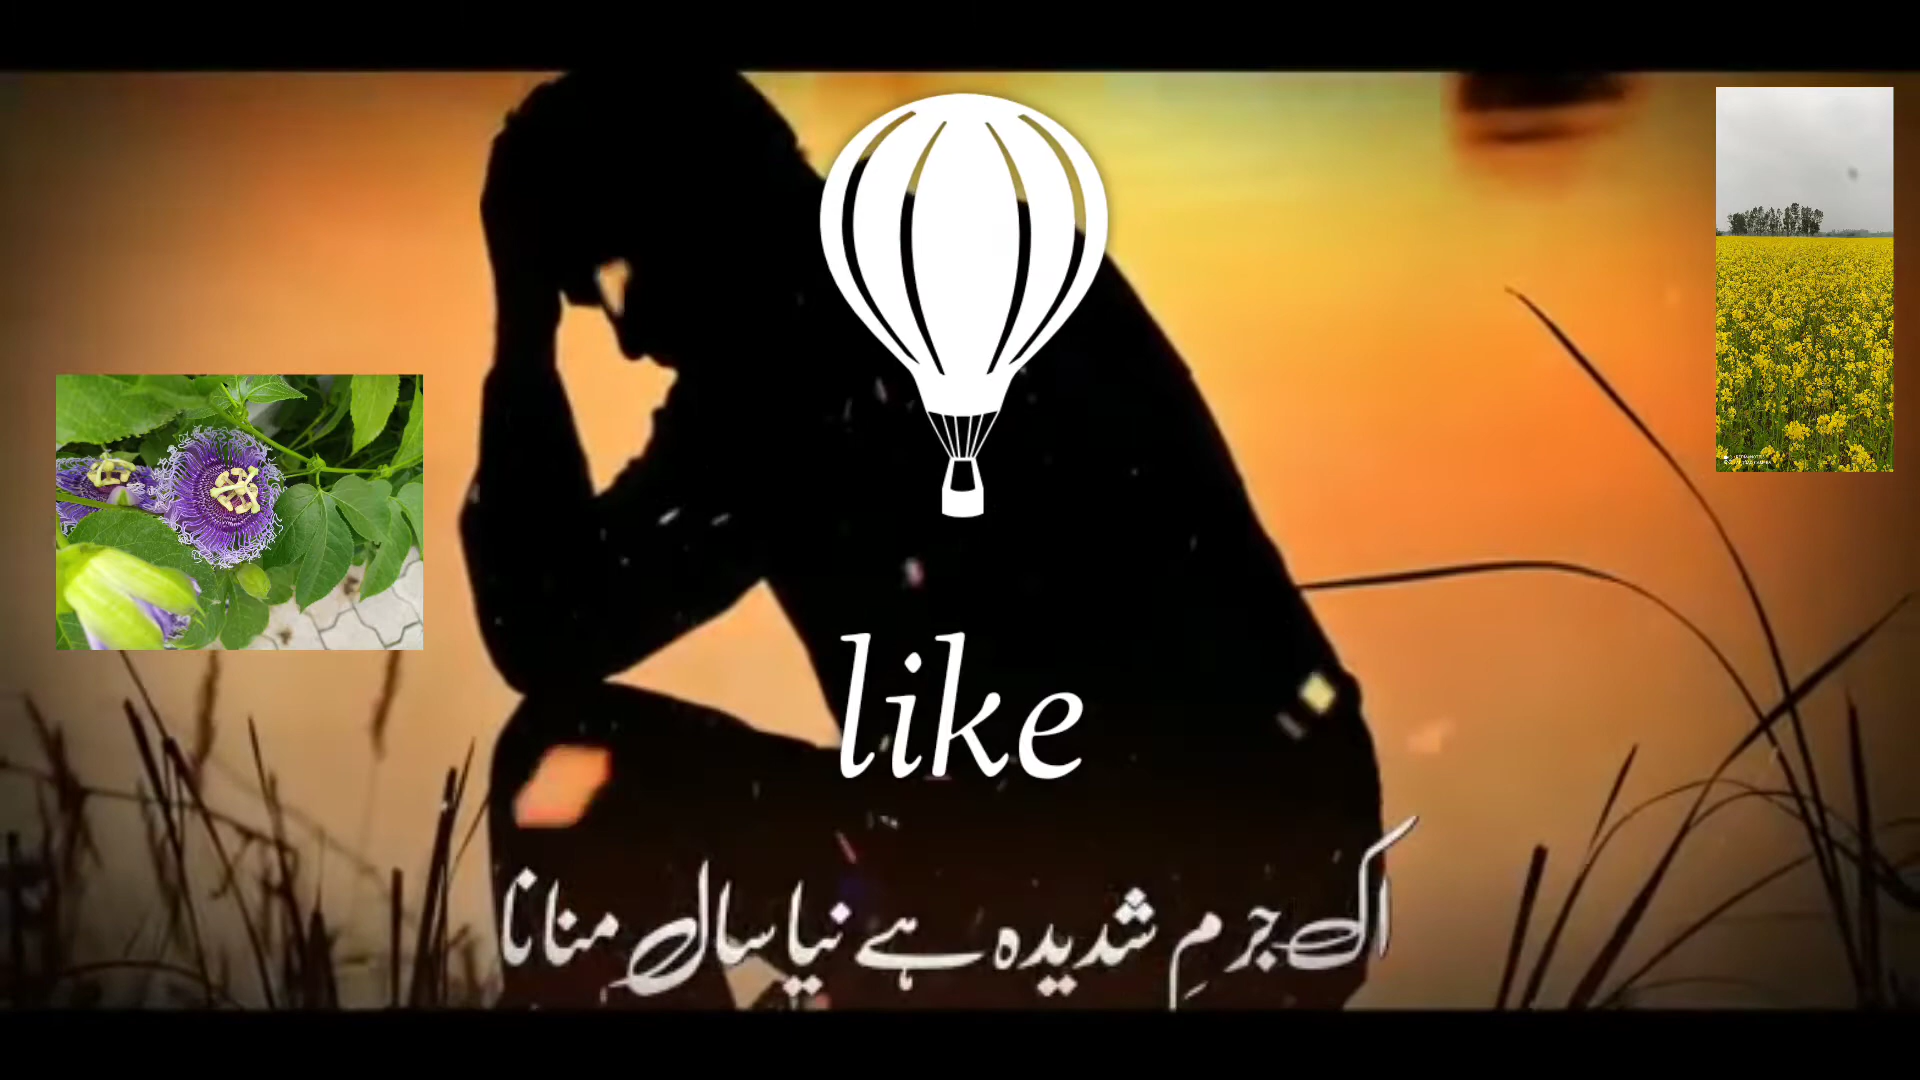 like
اک جرمِ شدیدہ ہے نیا سال منانا